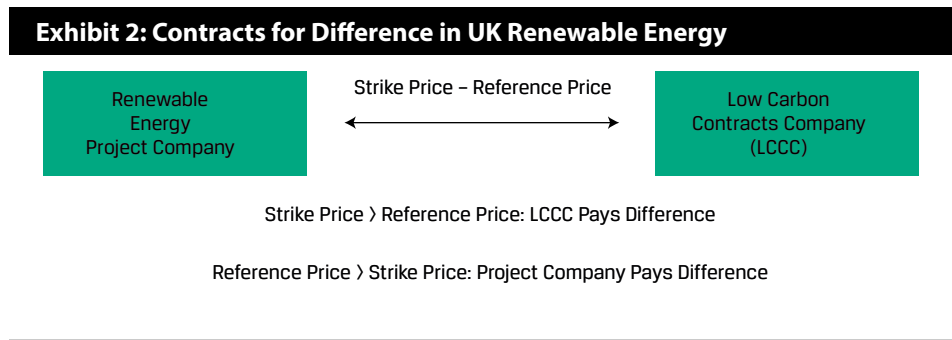 Exhibit 2: Contracts for Difference in UK Renewable Energy
Renewable
Energy
Project Company
Strike Price – Reference Price
Low Carbon
Contracts Company
(LCCC)
Strike Price 〉 Reference Price: LCCC Pays Difference
Reference Price 〉 Strike Price: Project Company Pays Difference